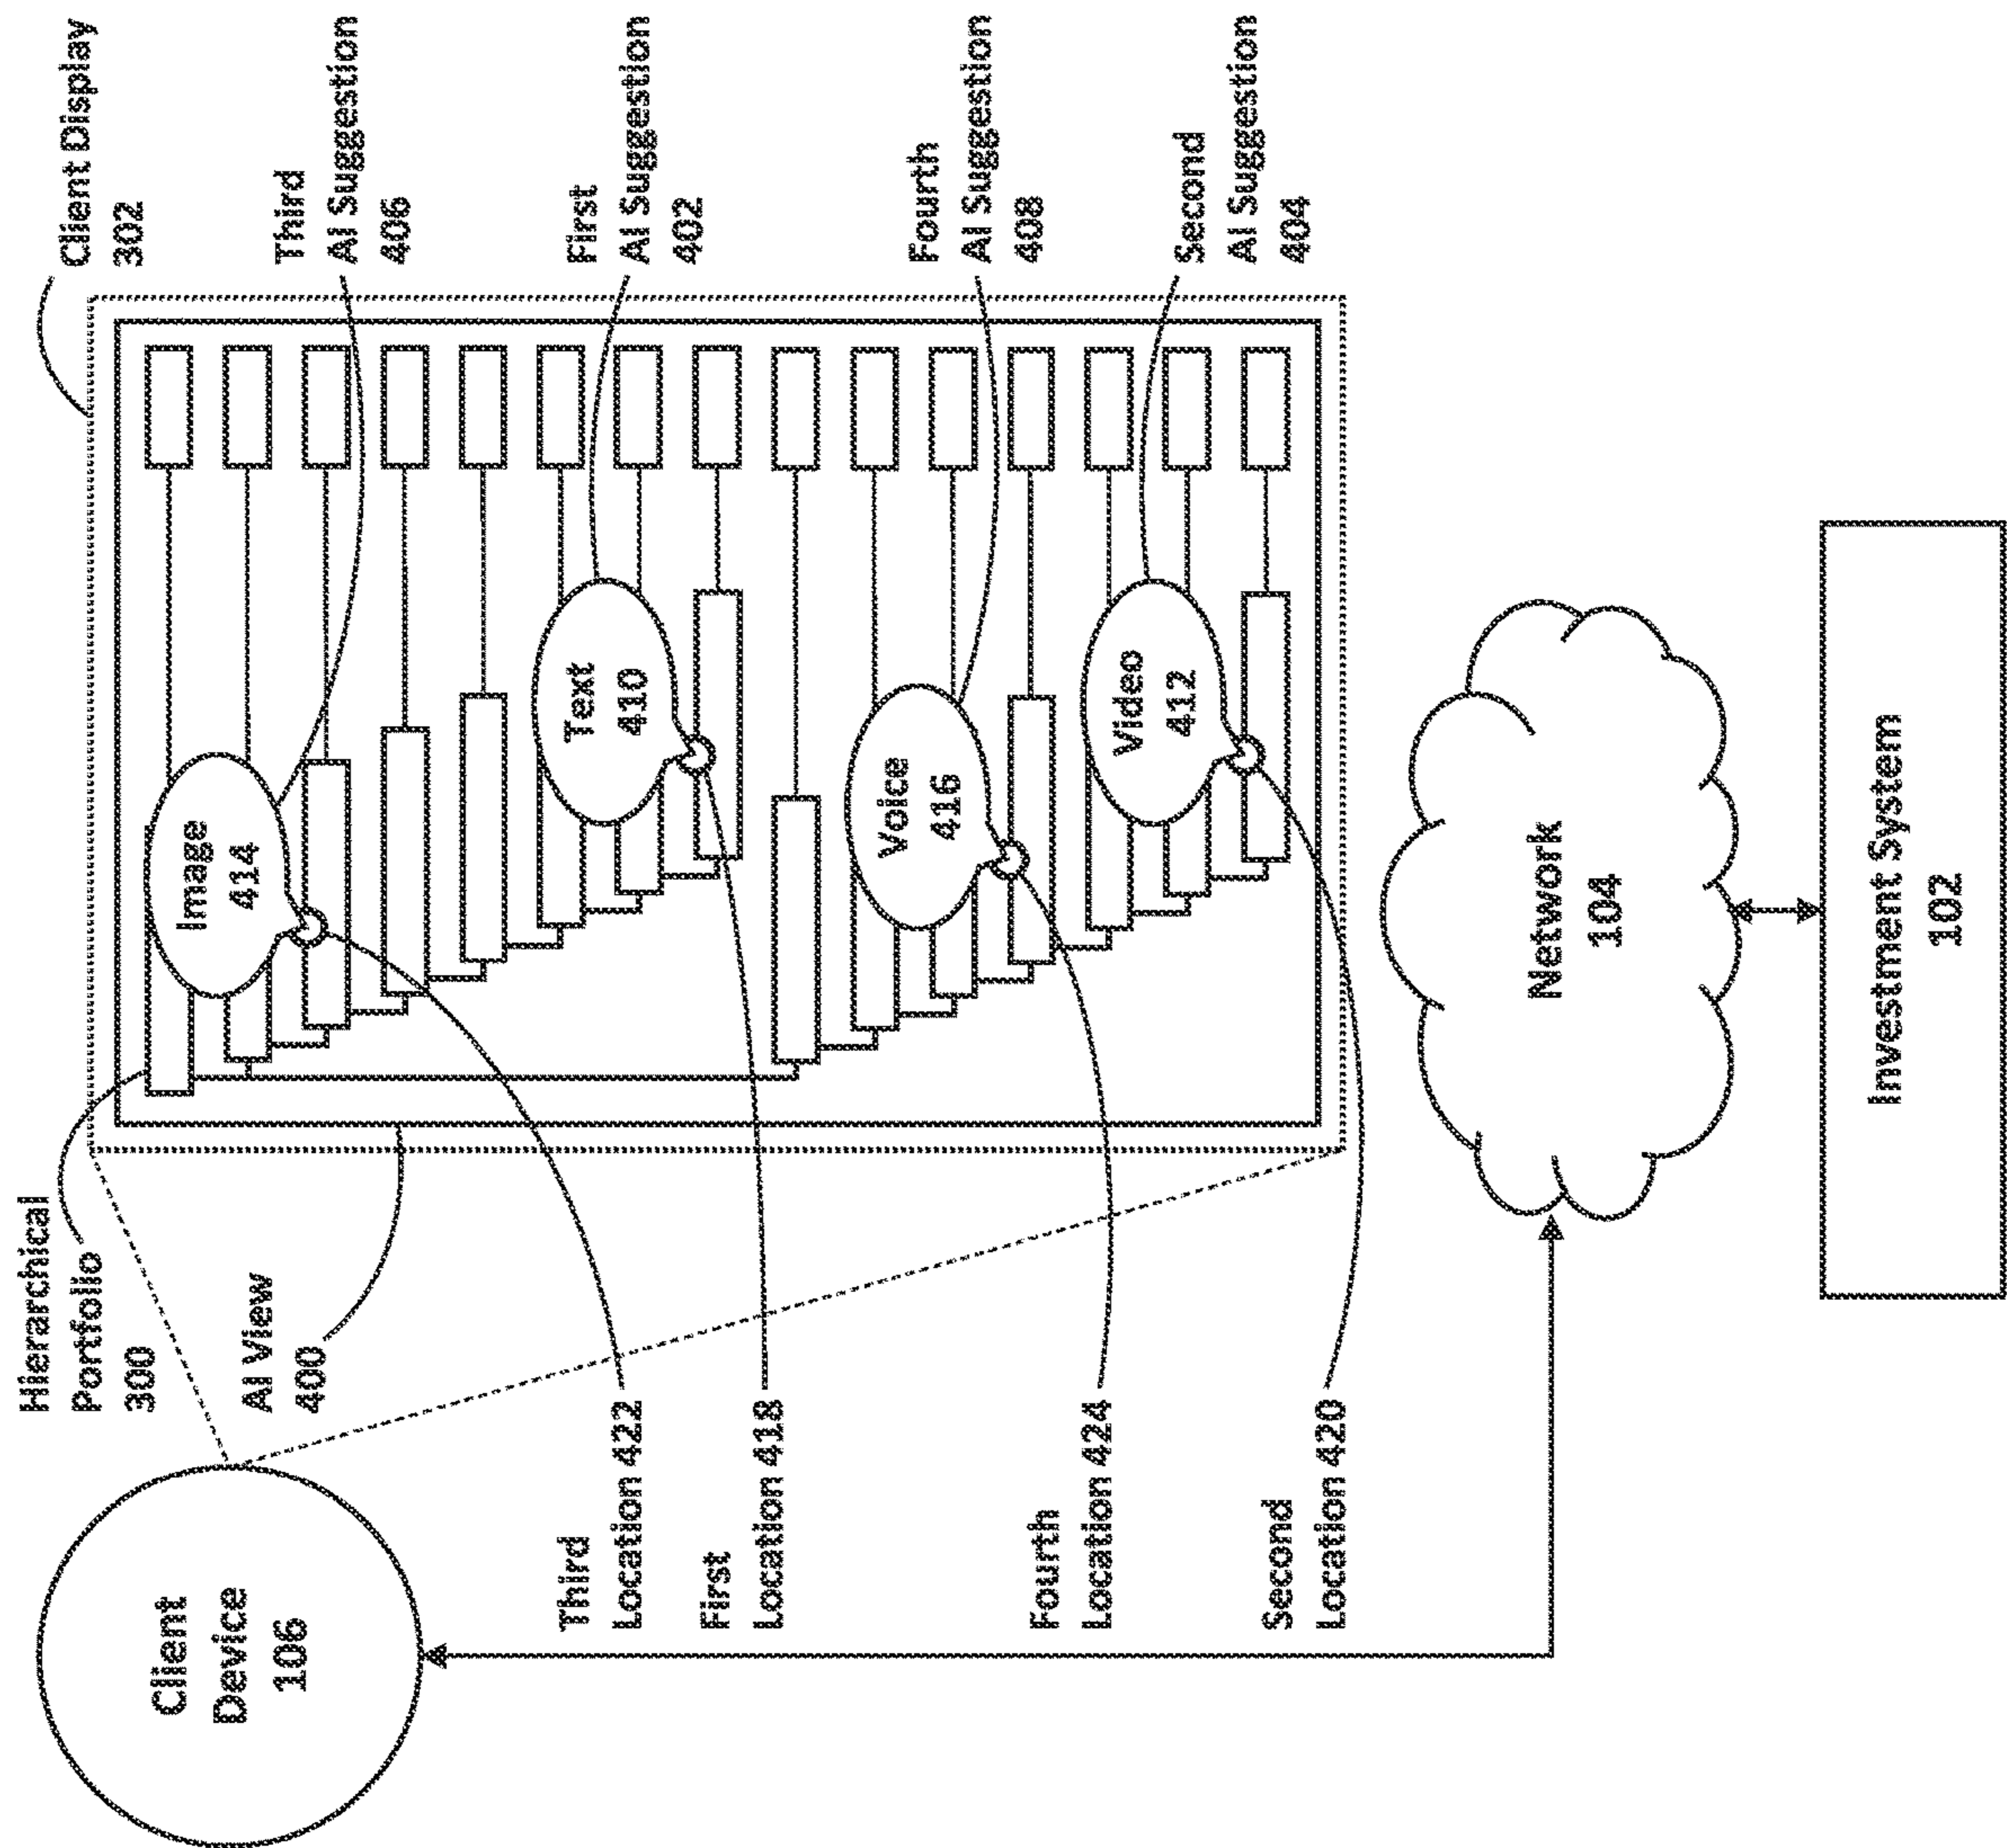 Client
Device
106
Hierarchical
Portfolio
300
AI View
400
Third
Location 422
First
Location 418
Fourth
Location 424
Second
Location 420
Image
414
Text
410
Voice
416
Video
412
Client Display
302
Third
AI Suggestion
406
First
AI Suggestion
402
Fourth
AI Suggestion
408
Second
AI Suggestion
404
Network
104
Investment System
102